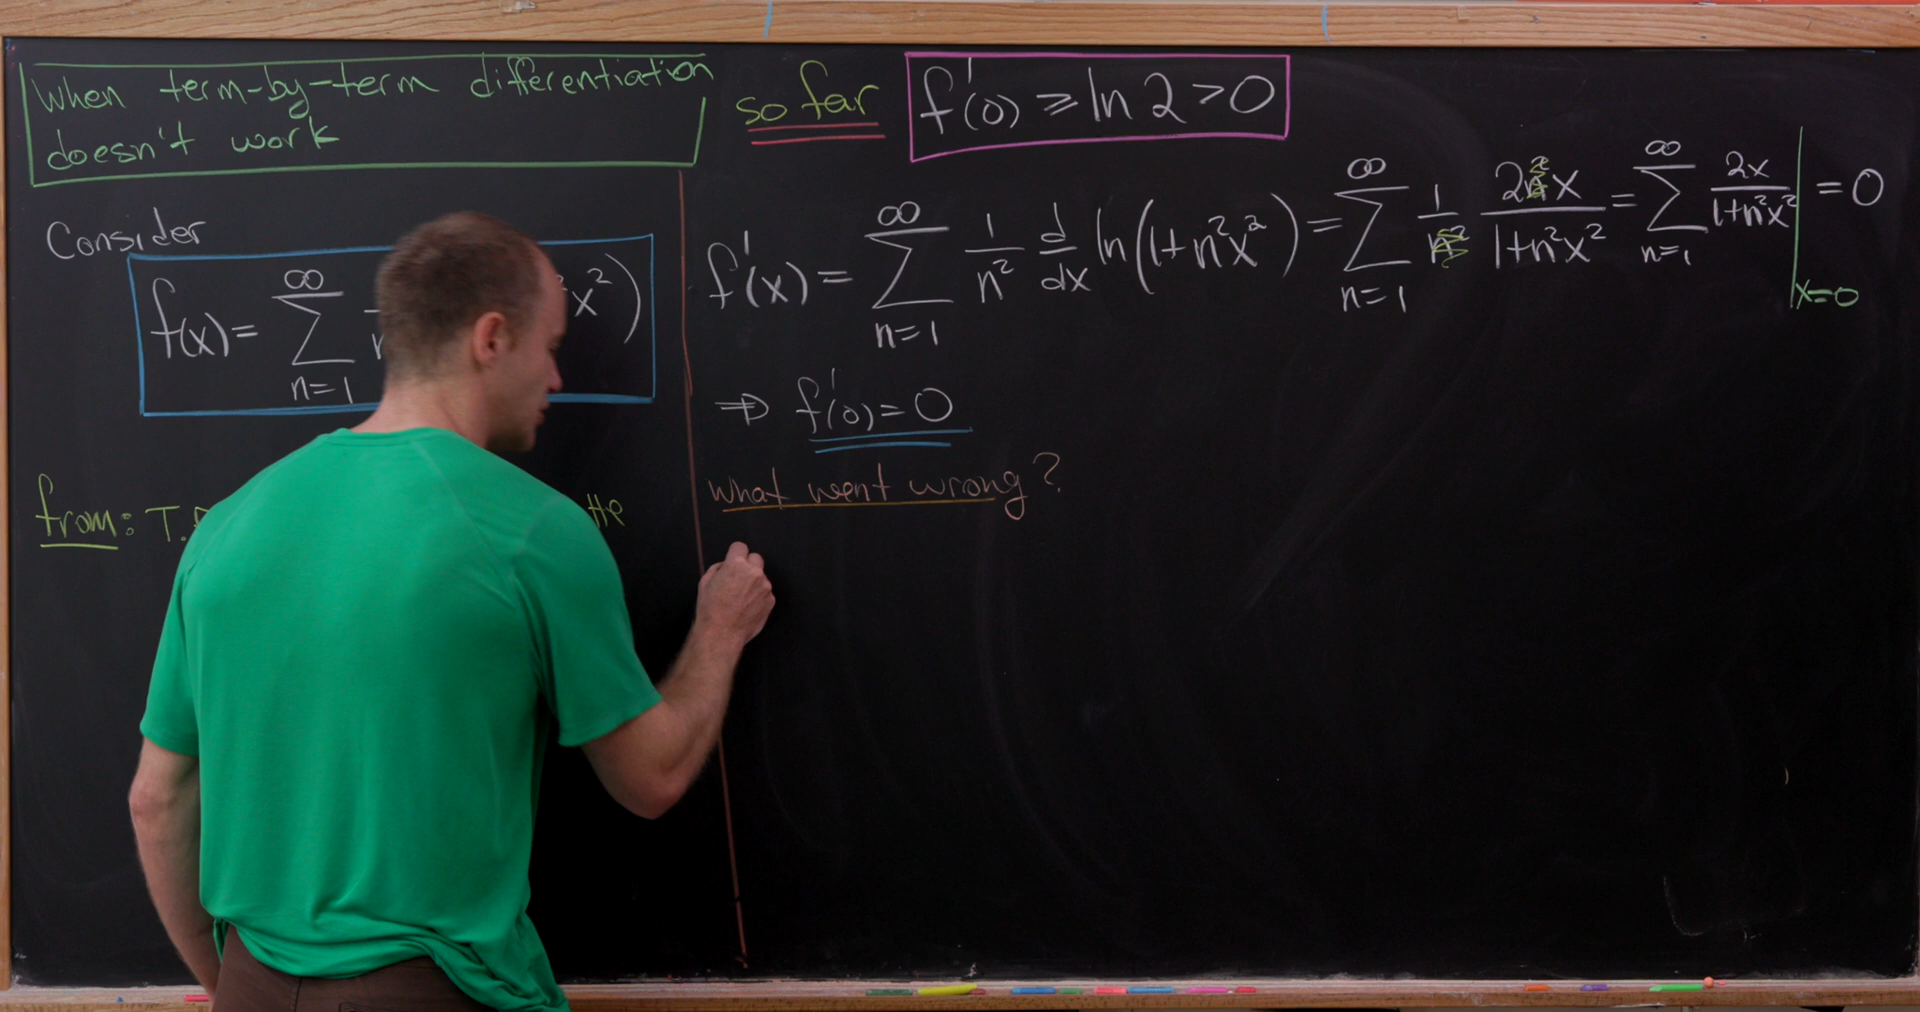 When term-by-term differentiation
doesn't work
so far f'(0) ⩾ ln 2 > 0
Consider
f(x) = ∞ ∑ n=1 x²)
from: T.
f'(x) = ∞ ∑ n=1 1/n² d/dx ln(1+n²x²) = ∞ ∑ n=1 1/n² 2n²x/1+n²x² = ∞ ∑ n=1 2x/1+n²x² | x=0 = 0
⇒ f'(0) = 0
what went wrong?